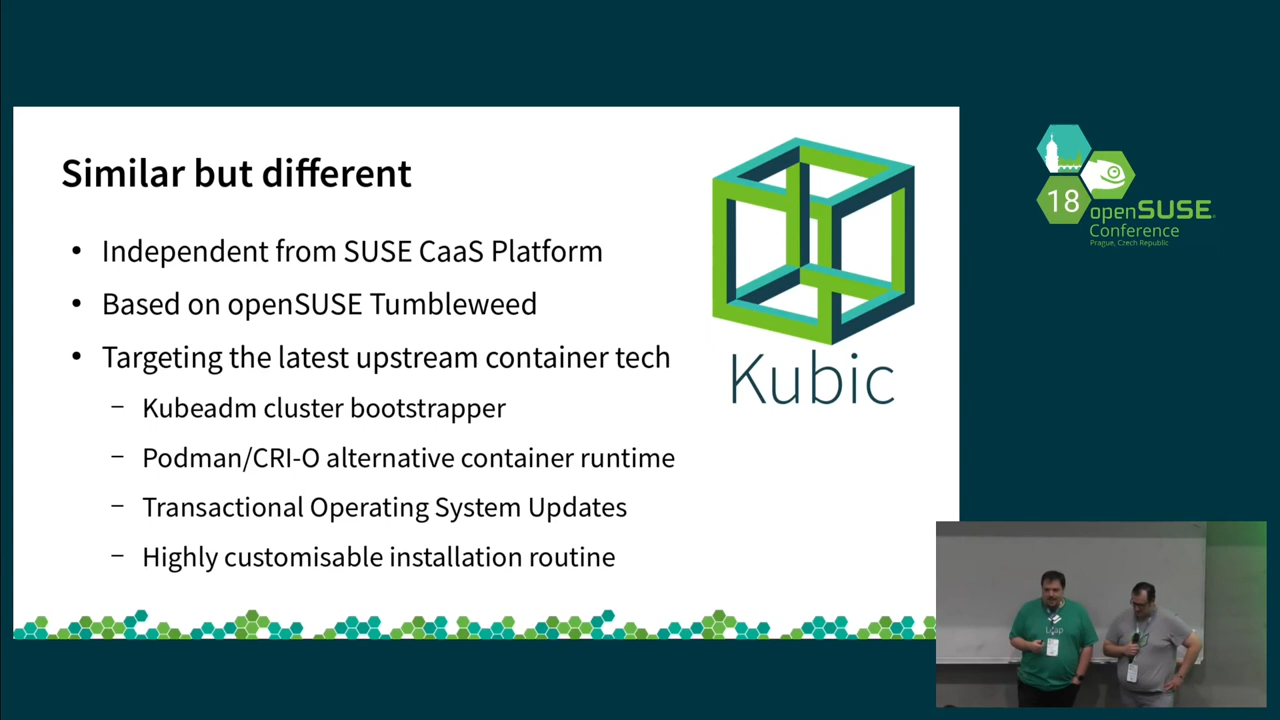 Similar but different
• Independent from SUSE CaaS Platform
• Based on openSUSE Tumbleweed
• Targeting the latest upstream container tech
– Kubeadm cluster bootstrapper
– Podman/CRI-O alternative container runtime
– Transactional Operating System Updates
– Highly customisable installation routine
Kubic
18
openSUSE
Conference
Prague, Czech Republic
Leap